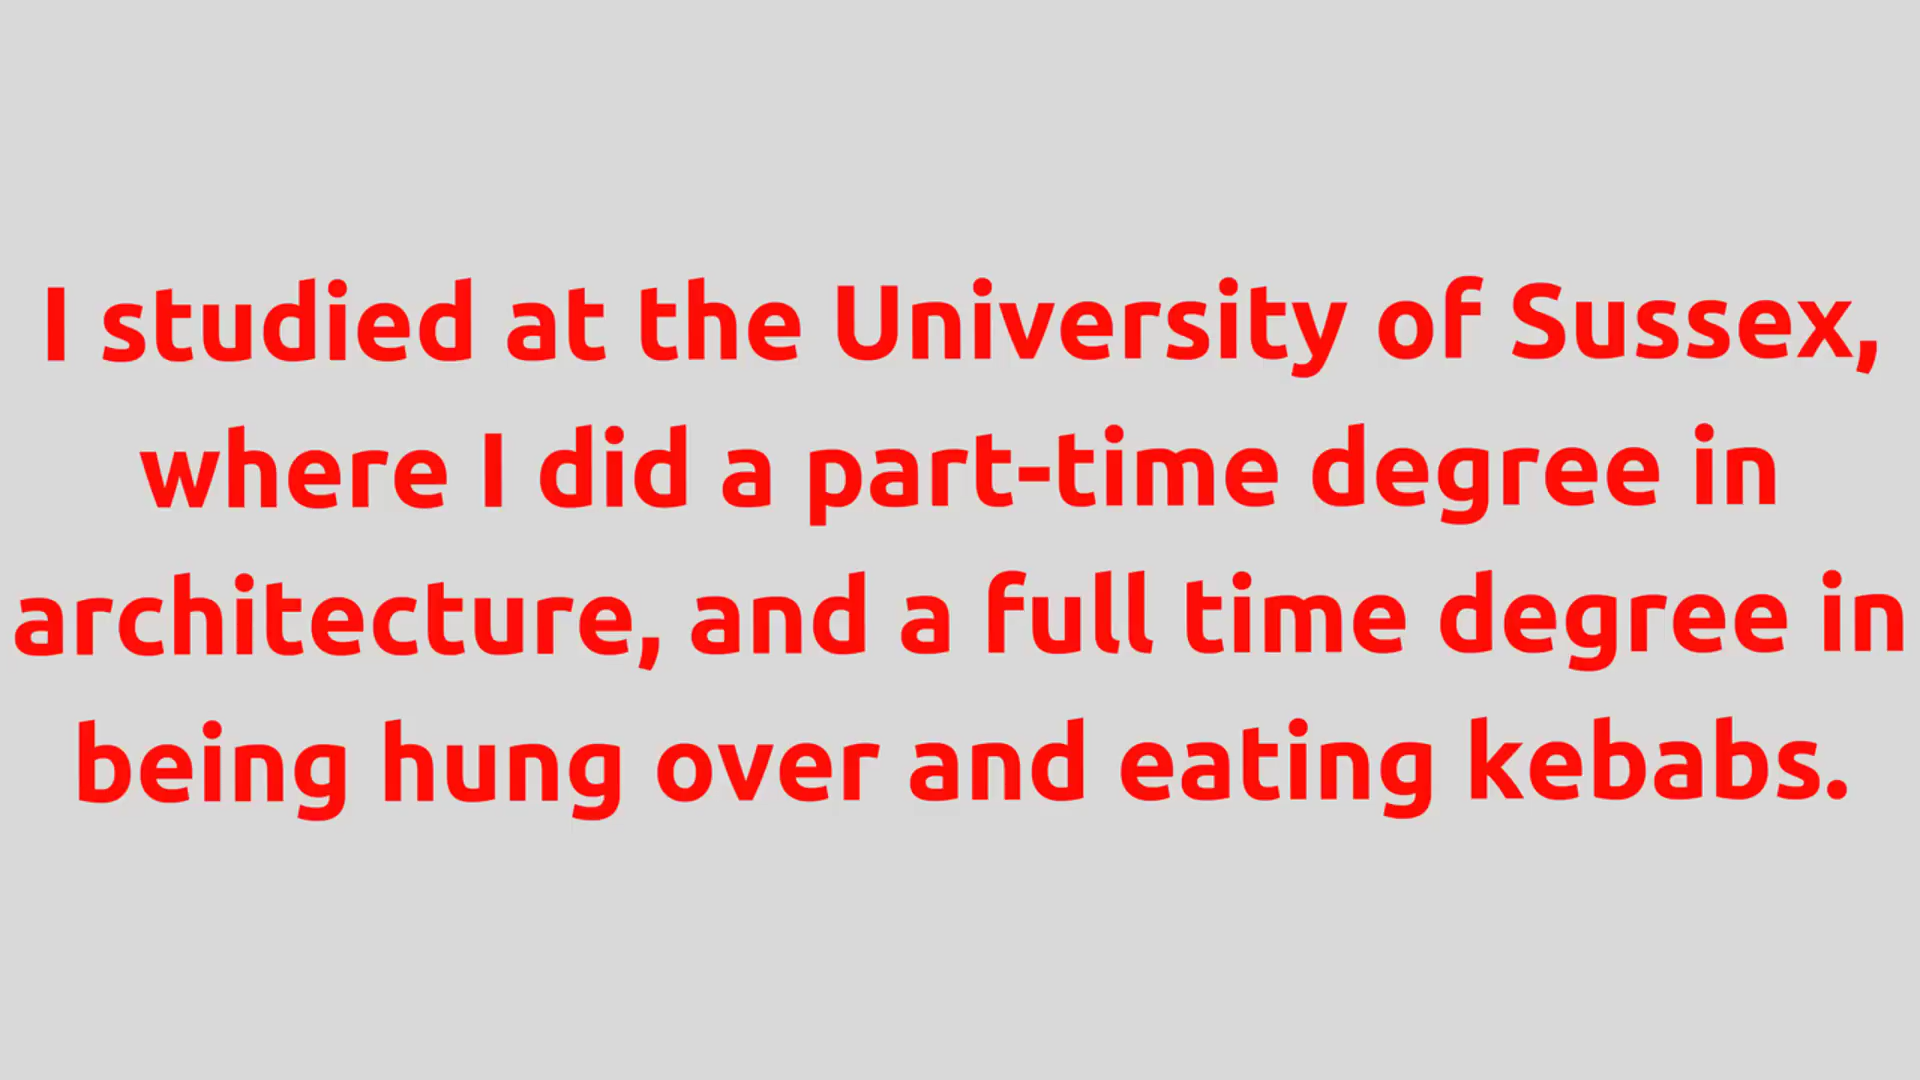 I studied at the University of Sussex,
where I did a part-time degree in
architecture, and a full time degree in
being hung over and eating kebabs.